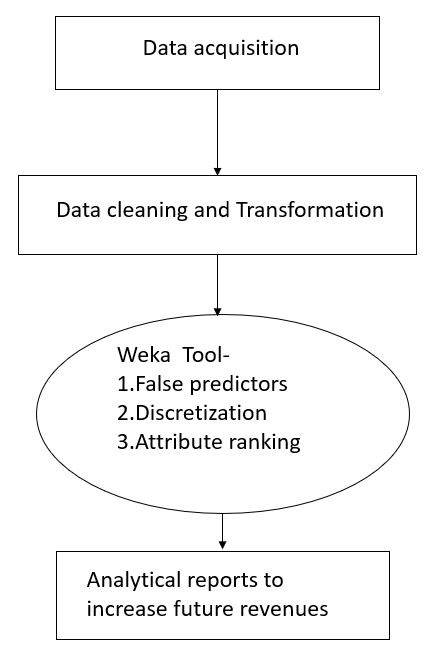 Data acquisition
Data cleaning and Transformation
Weka  Tool-
1.False predictors
2.Discretization
3.Attribute ranking
Analytical reports to
increase future revenues